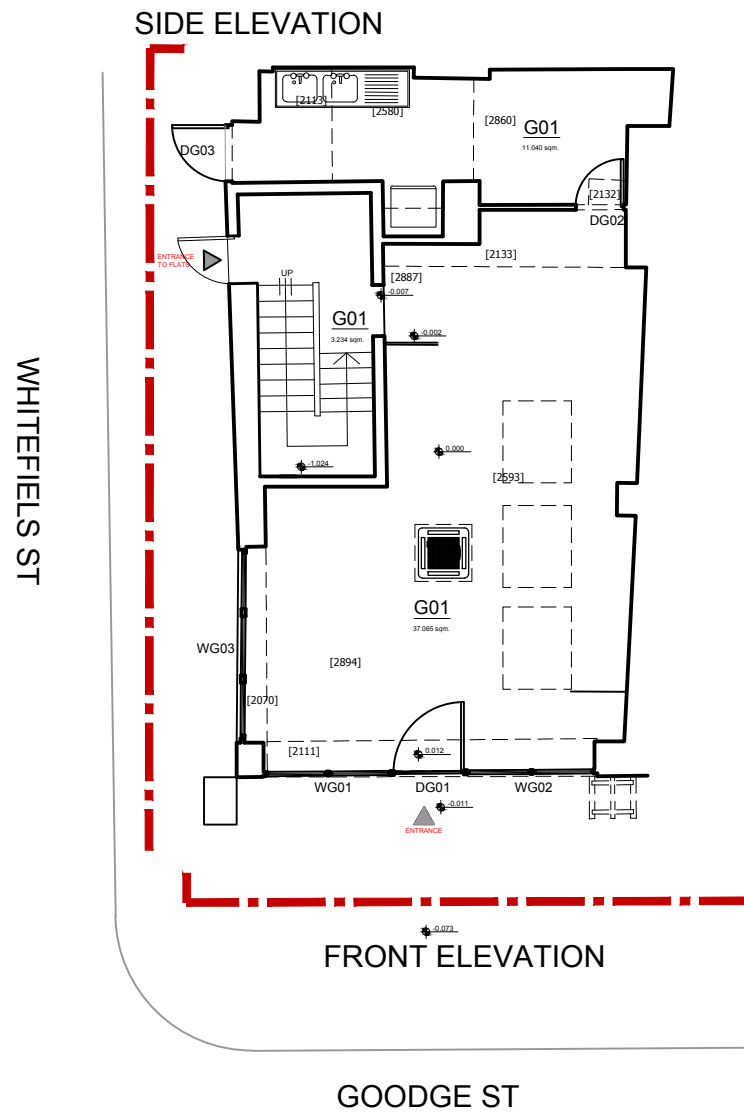 SIDE ELEVATION
[2113]
[2580]
[2860]
G01
11.040 sqm.
DG03
[2132]
DG02
ENTRANCE
TO FLATS
[2133]
UP
[2887]
-0.007
G01
3.234 sqm.
-0.002
WHITEFIELS ST
0.000
-1.024
[2593]
G01
37.065 sqm.
WG03
[2894]
[2070]
[2111]
0.012
WG01
DG01
WG02
-0.011
ENTRANCE
-0.073
FRONT ELEVATION
GOODGE ST